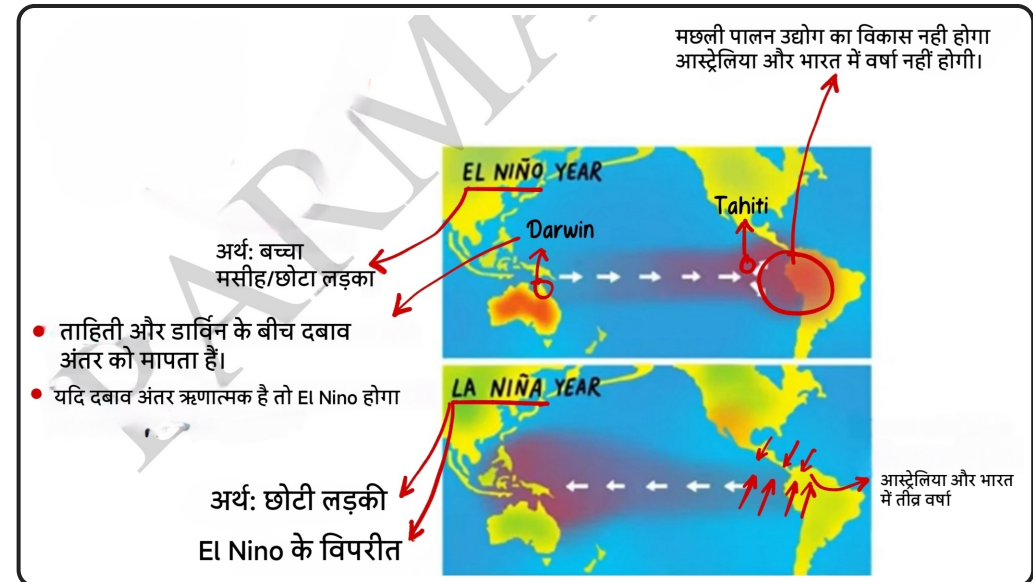 मछली पालन उद्योग का विकास नही होगा
आस्ट्रेलिया और भारत में वर्षा नहीं होगी।
EL NIÑO YEAR
Tahiti
Darwin
अर्थ: बच्चा
मसीह/छोटा लड़का
ताहिती और डार्विन के बीच दबाव
अंतर को मापता हैं।
यदि दबाव अंतर ऋणात्मक है तो El Nino होगा
LA NIÑA YEAR
अर्थ: छोटी लड़की
El Nino के विपरीत
आस्ट्रेलिया और भारत
में तीव्र वर्षा
PARMA